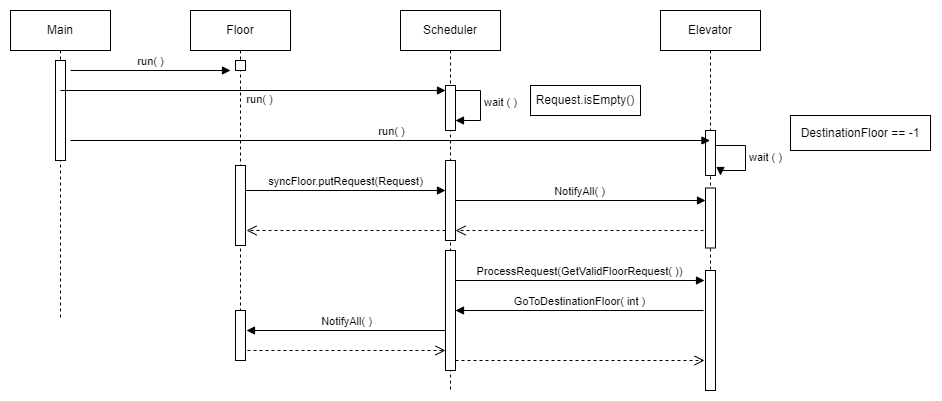 Main
Floor
Scheduler
Elevator
run( )
run( )
wait ( )
Request.isEmpty()
run( )
DestinationFloor == -1
wait ( )
syncFloor.putRequest(Request)
NotifyAll( )
ProcessRequest(GetValidFloorRequest( ))
GoToDestinationFloor( int )
NotifyAll( )